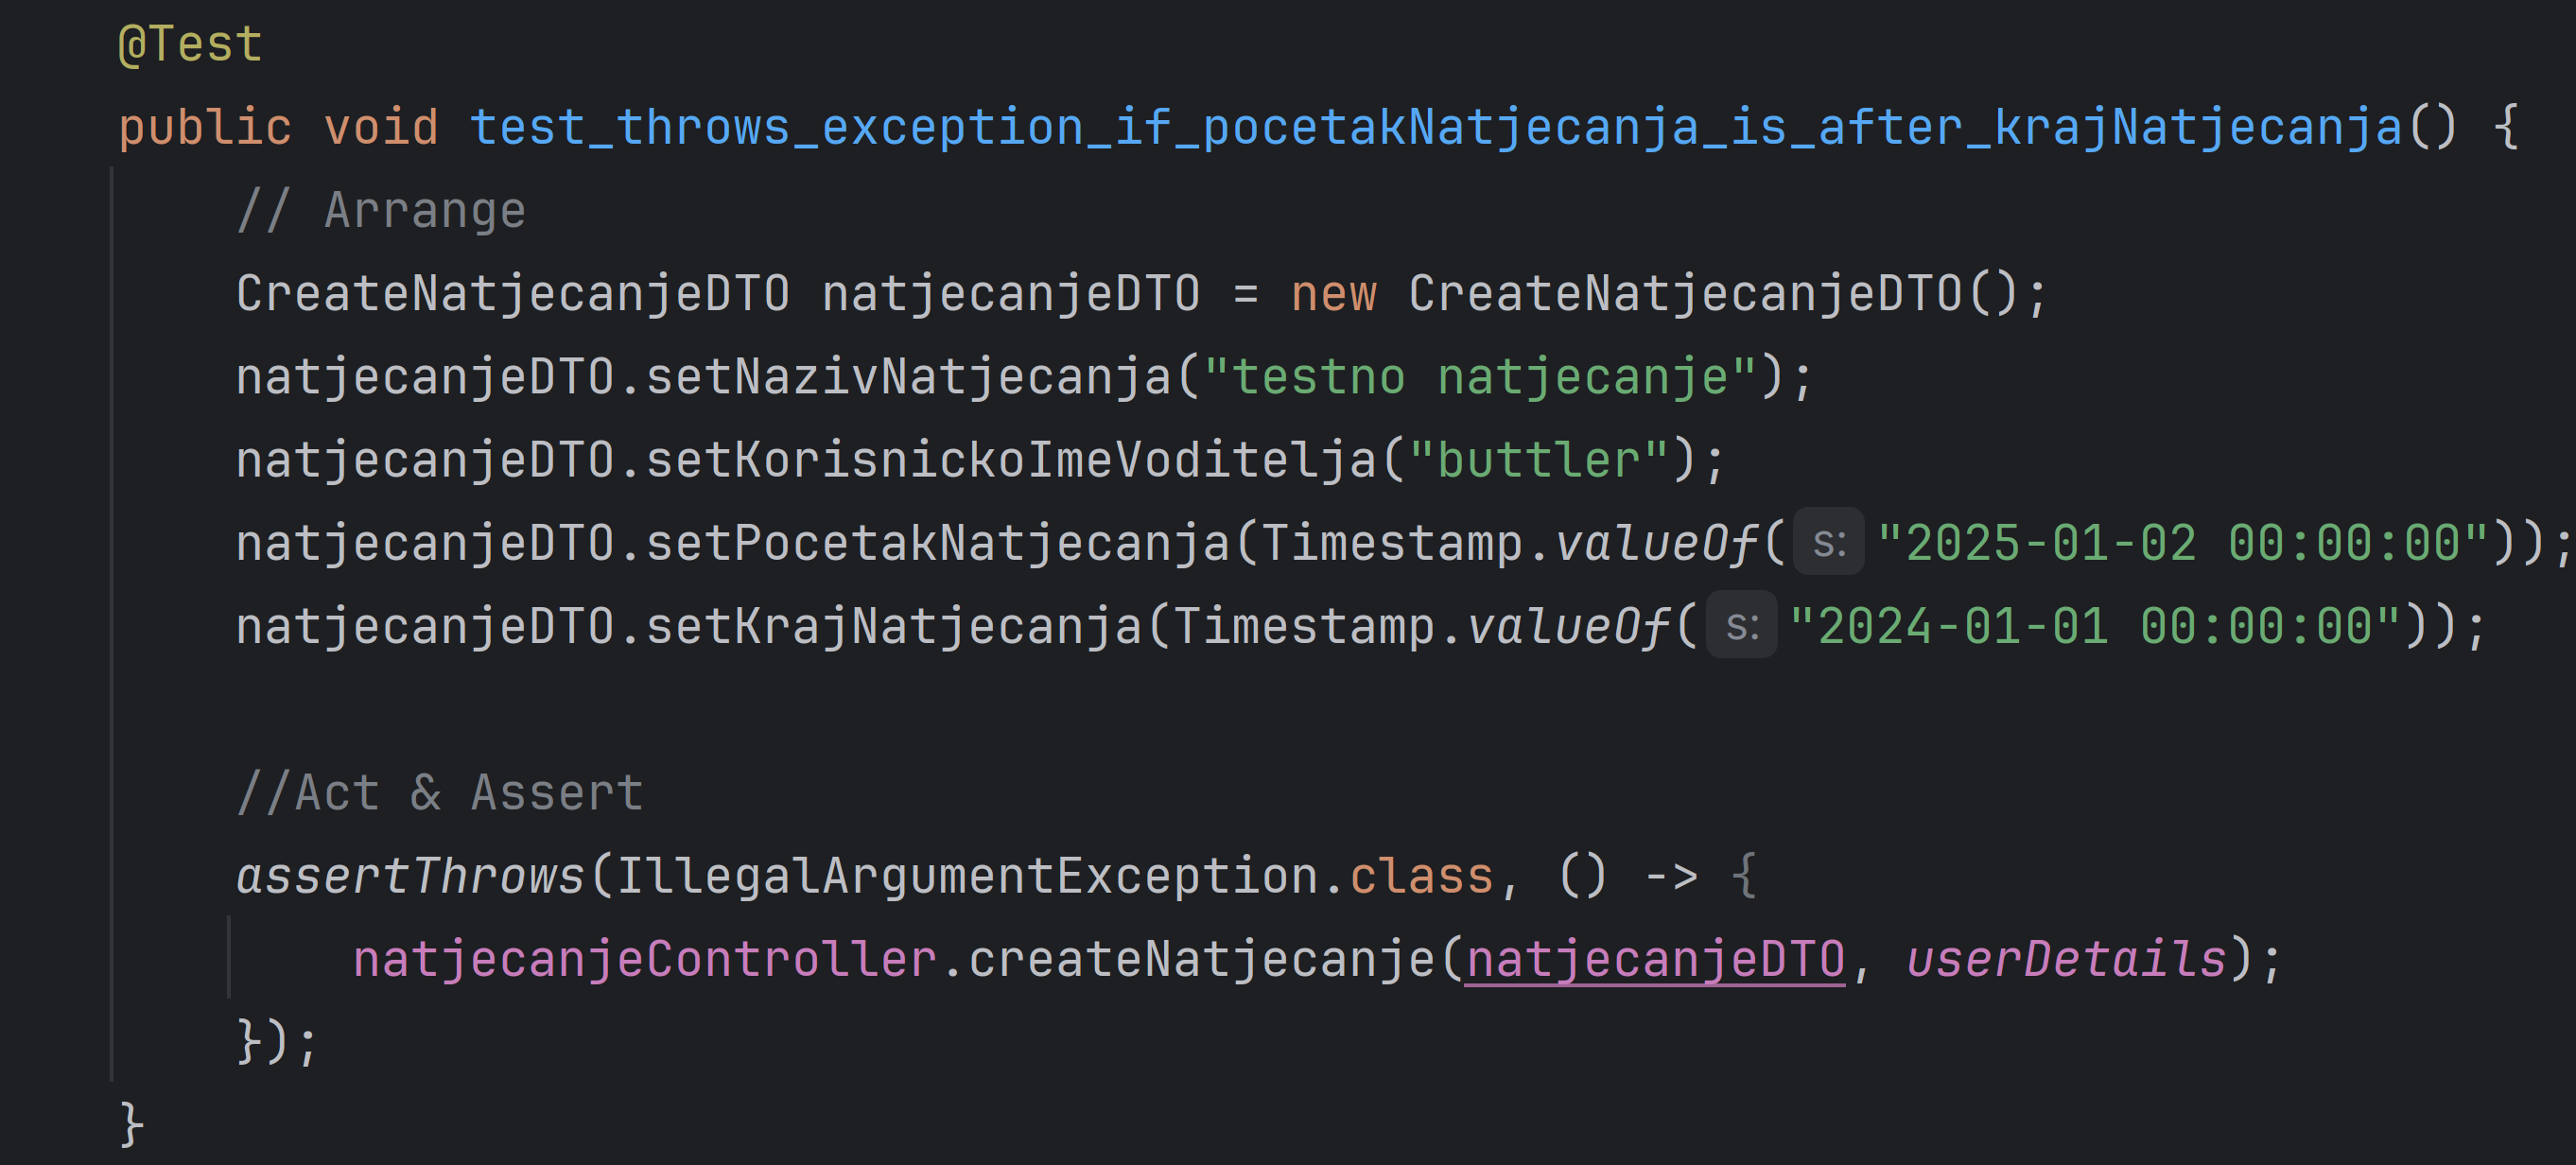 @Test
public void test_throws_exception_if_pocetakNatjecanja_is_after_krajNatjecanja() {
// Arrange
CreateNatjecanjeDTO natjecanjeDTO = new CreateNatjecanjeDTO();
natjecanjeDTO.setNazivNatjecanja("testno natjecanje");
natjecanjeDTO.setKorisnickoImeVoditelja("buttler");
natjecanjeDTO.setPocetakNatjecanja(Timestamp.valueOf( s: "2025-01-02 00:00:00"));
natjecanjeDTO.setKrajNatjecanja(Timestamp.valueOf( s: "2024-01-01 00:00:00"));
//Act & Assert
assertThrows(IllegalArgumentException.class, () -> {
natjecanjeController.createNatjecanje(natjecanjeDTO, userDetails);
});
}